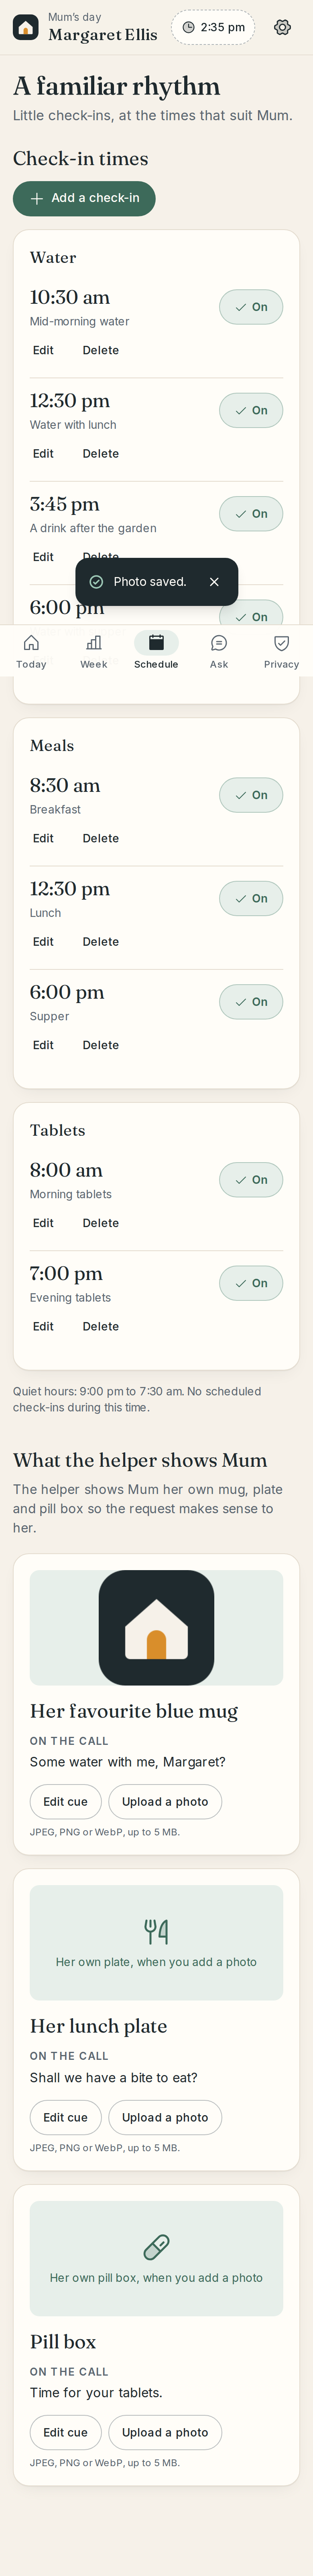 Mum's day
Margaret Ellis
2:35 pm
A familiar rhythm
Little check-ins, at the times that suit Mum.
Check-in times
Add a check-in
Water
10:30 am
On
Mid-morning water
Edit Delete
12:30 pm
On
Water with lunch
Edit Delete
3:45 pm
On
A drink after the garden
Edit Delete
Photo saved.
6:00 pm
On
Today Week Schedule Ask Privacy
Meals
8:30 am
On
Breakfast
Edit Delete
12:30 pm
On
Lunch
Edit Delete
6:00 pm
On
Supper
Edit Delete
Tablets
8:00 am
On
Morning tablets
Edit Delete
7:00 pm
On
Evening tablets
Edit Delete
Quiet hours: 9:00 pm to 7:30 am. No scheduled
check-ins during this time.
What the helper shows Mum
The helper shows Mum her own mug, plate
and pill box so the request makes sense to
her.
Her favourite blue mug
ON THE CALL
Some water with me, Margaret?
Edit cue Upload a photo
JPEG, PNG or WebP, up to 5 MB.
Her own plate, when you add a photo
Her lunch plate
ON THE CALL
Shall we have a bite to eat?
Edit cue Upload a photo
JPEG, PNG or WebP, up to 5 MB.
Her own pill box, when you add a photo
Pill box
ON THE CALL
Time for your tablets.
Edit cue Upload a photo
JPEG, PNG or WebP, up to 5 MB.